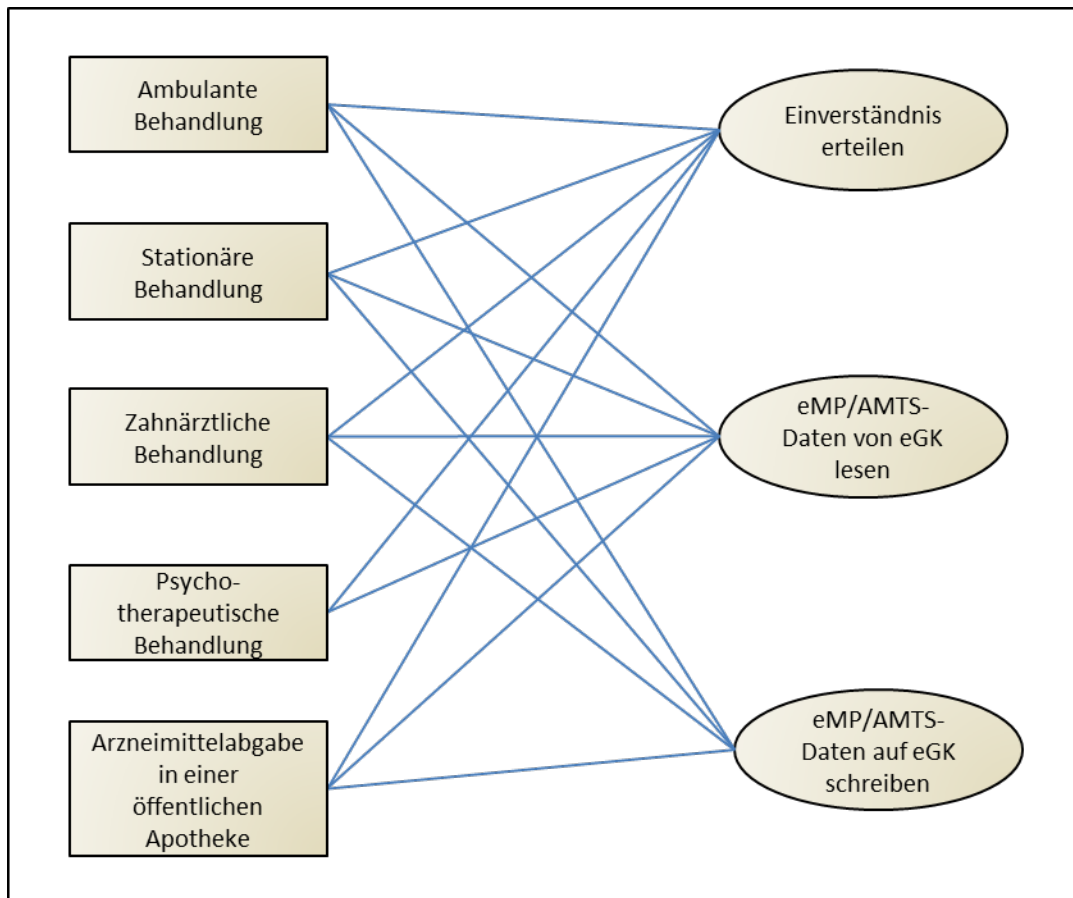 Ambulante
Behandlung
Einverständnis
erteilen
Stationäre
Behandlung
Zahnärztliche
Behandlung
eMP/AMTS-
Daten von eGK
lesen
Psycho-
therapeutische
Behandlung
Arzneimittelabgabe
in einer
öffentlichen
Apotheke
eMP/AMTS-
Daten auf eGK
schreiben